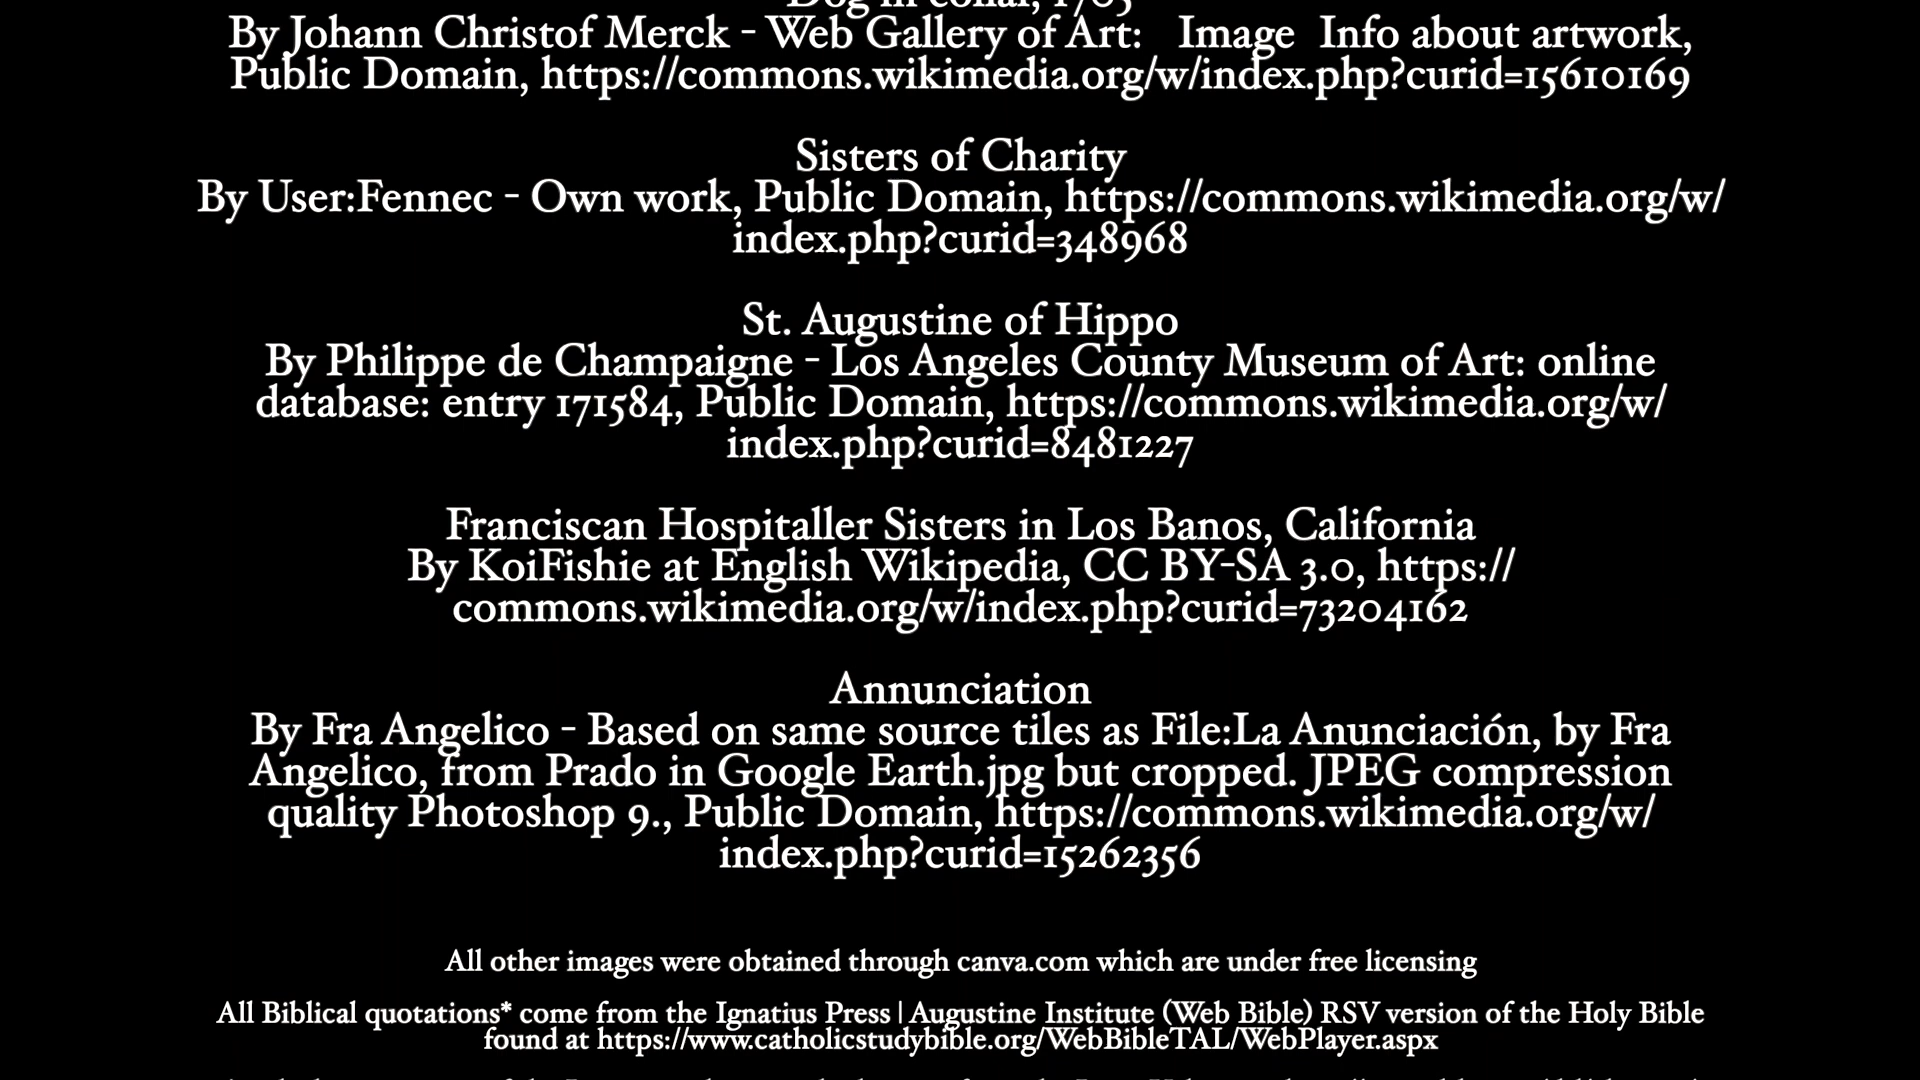 Dog in collar, 1705
By Johann Christof Merck - Web Gallery of Art:   Image  Info about artwork,
Public Domain, https://commons.wikimedia.org/w/index.php?curid=15610169
Sisters of Charity
By User:Fennec - Own work, Public Domain, https://commons.wikimedia.org/w/
index.php?curid=348968
St. Augustine of Hippo
By Philippe de Champaigne - Los Angeles County Museum of Art: online
database: entry 171584, Public Domain, https://commons.wikimedia.org/w/
index.php?curid=8481227
Franciscan Hospitaller Sisters in Los Banos, California
By KoiFishie at English Wikipedia, CC BY-SA 3.0, https://
commons.wikimedia.org/w/index.php?curid=73204162
Annunciation
By Fra Angelico - Based on same source tiles as File:La Anunciación, by Fra
Angelico, from Prado in Google Earth.jpg but cropped. JPEG compression
quality Photoshop 9., Public Domain, https://commons.wikimedia.org/w/
index.php?curid=15262356
All other images were obtained through canva.com which are under free licensing
All Biblical quotations* come from the Ignatius Press | Augustine Institute (Web Bible) RSV version of the Holy Bible
found at https://www.catholicstudybible.org/WebBibleTAL/WebPlayer.aspx